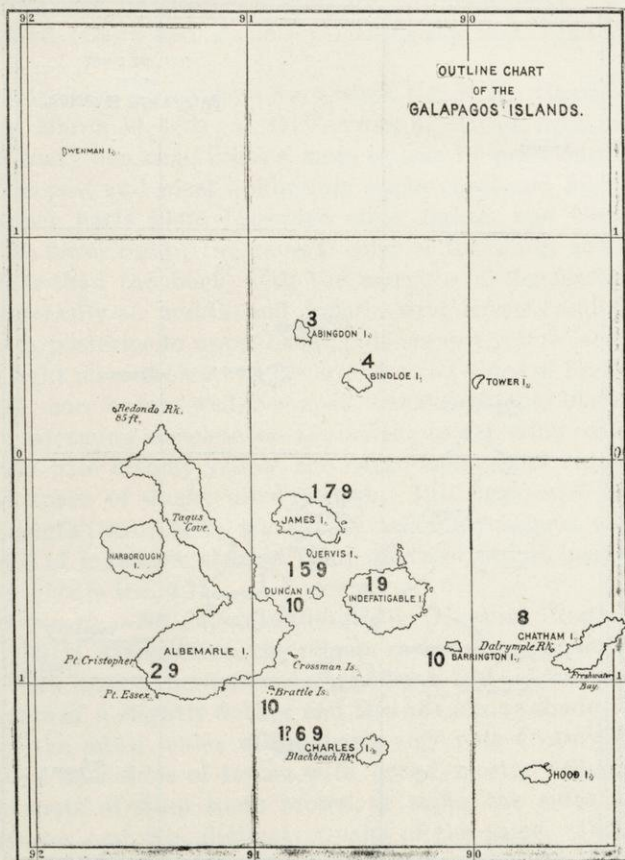 92 91 90
OUTLINE CHART
OF THE
GALAPAGOS ISLANDS.
WENMAN I.
1 1
3
ABINGDON I.
4
BINDLOE I.
TOWER I.
Redondo Rk.
85 ft.
0 0
179
JAMES I.
Tagus
Cove.
NARBOROUGH
I.
JERVIS I.
159
DUNCAN I.
10
19
INDEFATIGABLE I.
8
CHATHAM I.
Dalrymple Rk.
10
BARRINGTON I.
Freshwater
Bay.
ALBEMARLE I.
Pt. Cristopher
29
Crossman Is.
Pt. Essex
1 1
Brattle Is.
10
1?69
CHARLES
I.
Blackbeach Rk.
HOOD I.
92 91 90